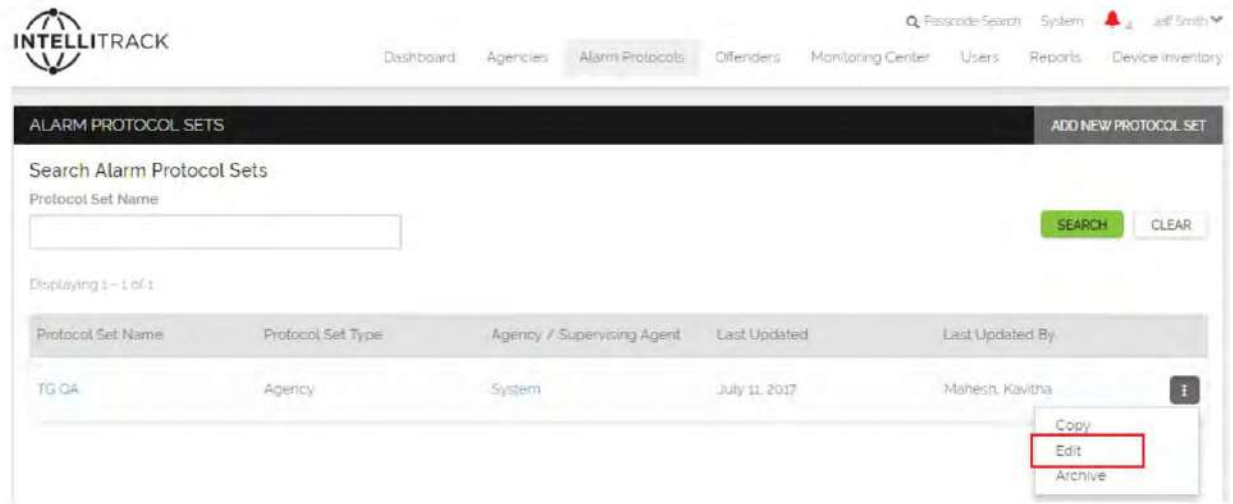 INTELLITRACK
Passcode Search System 4 Jeff Smith
Dashboard Agencies Alarm Protocols Offenders Monitoring Center Users Reports Device Inventory
ALARM PROTOCOL SETS ADD NEW PROTOCOL SET
Search Alarm Protocol Sets
Protocol Set Name
SEARCH CLEAR
Displaying 1 - 1 of 1
Protocol Set Name Protocol Set Type Agency / Supervising Agent Last Updated Last Updated By
TG QA Agency System July 11, 2017 Mahesh, Kavitha
Copy
Edit
Archive